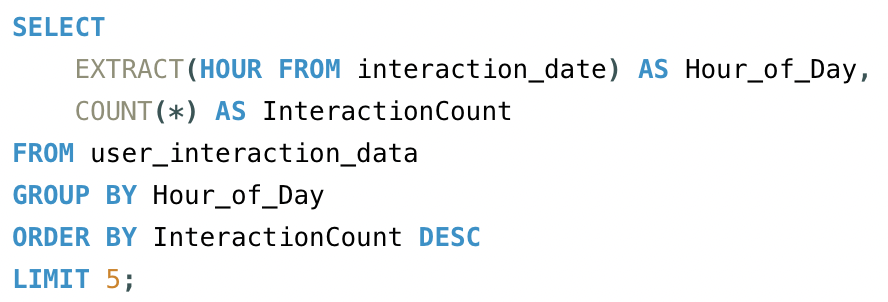 SELECT
    EXTRACT(HOUR FROM interaction_date) AS Hour_of_Day,
    COUNT(*) AS InteractionCount
FROM user_interaction_data
GROUP BY Hour_of_Day
ORDER BY InteractionCount DESC
LIMIT 5;